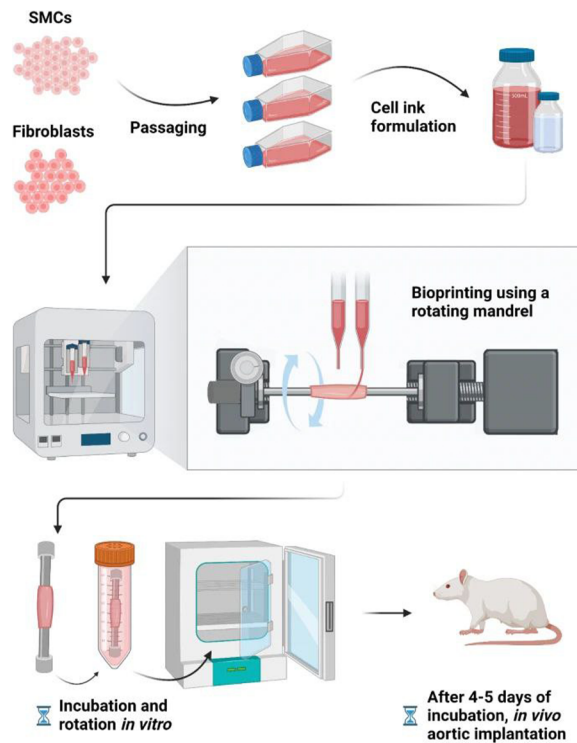 SMCs
Fibroblasts
Passaging
Cell ink
formulation
Bioprinting using a
rotating mandrel
Incubation and
rotation in vitro
After 4-5 days of
incubation, in vivo
aortic implantation